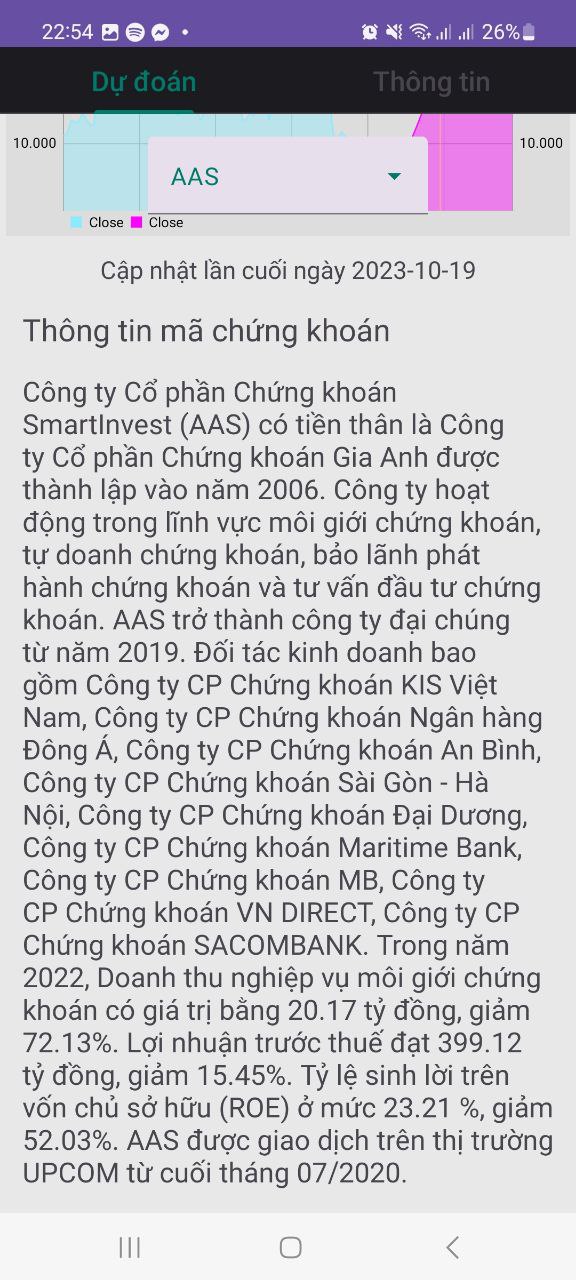 22:54
26%
Dự đoán
Thông tin
10.000
10.000
AAS
Close
Close
Cập nhật lần cuối ngày 2023-10-19
Thông tin mã chứng khoán
Công ty Cổ phần Chứng khoán
SmartInvest (AAS) có tiền thân là Công
ty Cổ phần Chứng khoán Gia Anh được
thành lập vào năm 2006. Công ty hoạt
động trong lĩnh vực môi giới chứng khoán,
tự doanh chứng khoán, bảo lãnh phát
hành chứng khoán và tư vấn đầu tư chứng
khoán. AAS trở thành công ty đại chúng
từ năm 2019. Đối tác kinh doanh bao
gồm Công ty CP Chứng khoán KIS Việt
Nam, Công ty CP Chứng khoán Ngân hàng
Đông Á, Công ty CP Chứng khoán An Bình,
Công ty CP Chứng khoán Sài Gòn - Hà
Nội, Công ty CP Chứng khoán Đại Dương,
Công ty CP Chứng khoán Maritime Bank,
Công ty CP Chứng khoán MB, Công ty
CP Chứng khoán VN DIRECT, Công ty CP
Chứng khoán SACOMBANK. Trong năm
2022, Doanh thu nghiệp vụ môi giới chứng
khoán có giá trị bằng 20.17 tỷ đồng, giảm
72.13%. Lợi nhuận trước thuế đạt 399.12
tỷ đồng, giảm 15.45%. Tỷ lệ sinh lời trên
vốn chủ sở hữu (ROE) ở mức 23.21 %, giảm
52.03%. AAS được giao dịch trên thị trường
UPCOM từ cuối tháng 07/2020.